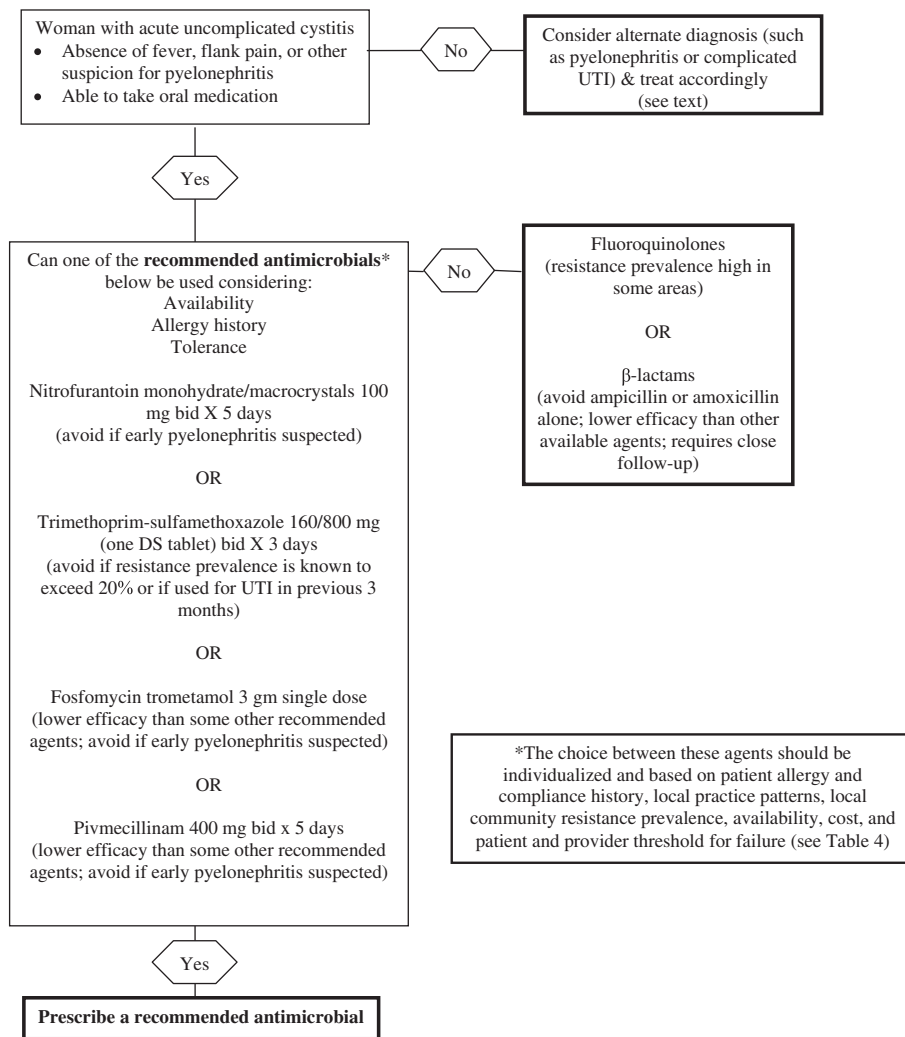 Woman with acute uncomplicated cystitis
• Absence of fever, flank pain, or other
suspicion for pyelonephritis
• Able to take oral medication
No
Consider alternate diagnosis (such
as pyelonephritis or complicated
UTI) & treat accordingly
(see text)
Yes
Can one of the recommended antimicrobials*
below be used considering:
Availability
Allergy history
Tolerance
Nitrofurantoin monohydrate/macrocrystals 100
mg bid X 5 days
(avoid if early pyelonephritis suspected)
OR
Trimethoprim-sulfamethoxazole 160/800 mg
(one DS tablet) bid X 3 days
(avoid if resistance prevalence is known to
exceed 20% or if used for UTI in previous 3
months)
OR
Fosfomycin trometamol 3 gm single dose
(lower efficacy than some other recommended
agents; avoid if early pyelonephritis suspected)
OR
Pivmecillinam 400 mg bid x 5 days
(lower efficacy than some other recommended
agents; avoid if early pyelonephritis suspected)
No
Fluoroquinolones
(resistance prevalence high in
some areas)
OR
β-lactams
(avoid ampicillin or amoxicillin
alone; lower efficacy than other
available agents; requires close
follow-up)
*The choice between these agents should be
individualized and based on patient allergy and
compliance history, local practice patterns, local
community resistance prevalence, availability, cost, and
patient and provider threshold for failure (see Table 4)
Yes
Prescribe a recommended antimicrobial